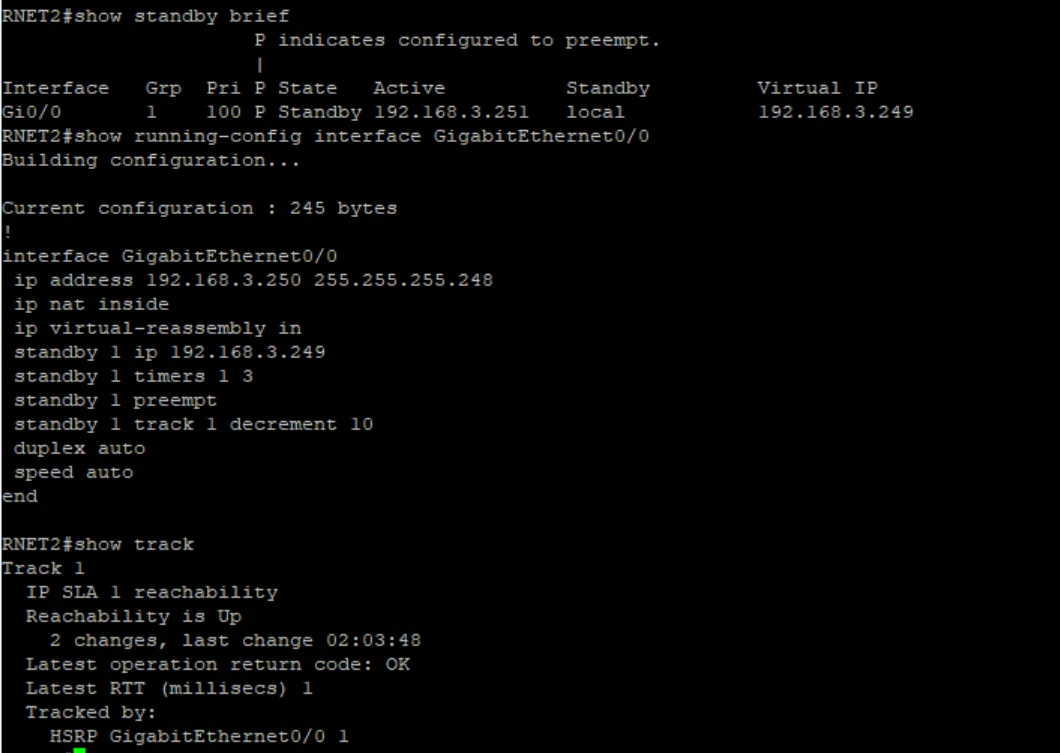 RNET2#show standby brief
                     P indicates configured to preempt.
                     |
Interface   Grp  Pri P State   Active          Standby         Virtual IP
Gi0/0       1    100 P Standby 192.168.3.251   local           192.168.3.249
RNET2#show running-config interface GigabitEthernet0/0
Building configuration...

Current configuration : 245 bytes
!
interface GigabitEthernet0/0
 ip address 192.168.3.250 255.255.255.248
 ip nat inside
 ip virtual-reassembly in
 standby 1 ip 192.168.3.249
 standby 1 timers 1 3
 standby 1 preempt
 standby 1 track 1 decrement 10
 duplex auto
 speed auto
end

RNET2#show track
Track 1
  IP SLA 1 reachability
  Reachability is Up
    2 changes, last change 02:03:48
  Latest operation return code: OK
  Latest RTT (millisecs) 1
  Tracked by:
    HSRP GigabitEthernet0/0 1